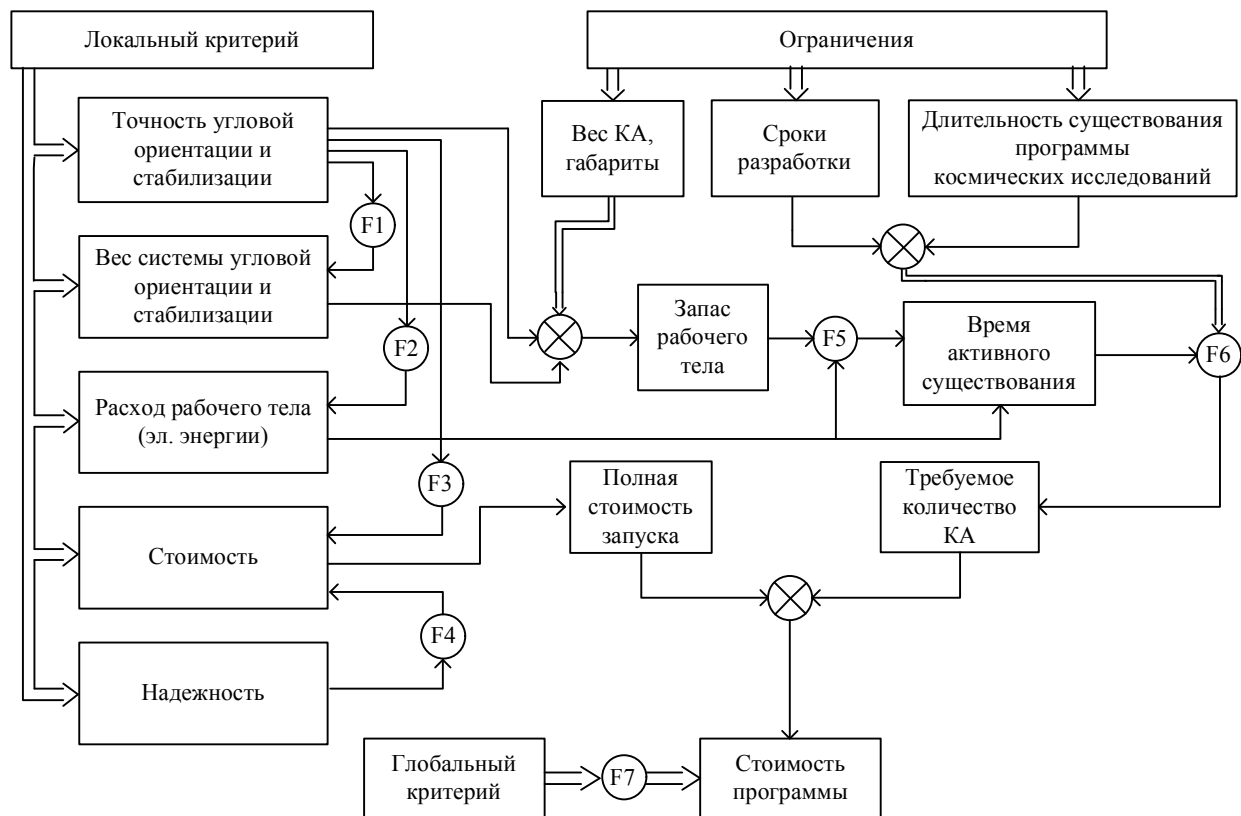 Локальный критерий
Ограничения
Точность угловой
ориентации и
стабилизации
Вес КА,
габариты
Сроки
разработки
Длительность существования
программы
космических исследований
F1
Вес системы угловой
ориентации и
стабилизации
F2
Запас
рабочего
тела
F5
Время
активного
существования
F6
Расход рабочего тела
(эл. энергии)
F3
Полная
стоимость
запуска
Требуемое
количество
КА
Стоимость
F4
Надежность
Глобальный
критерий
F7
Стоимость
программы